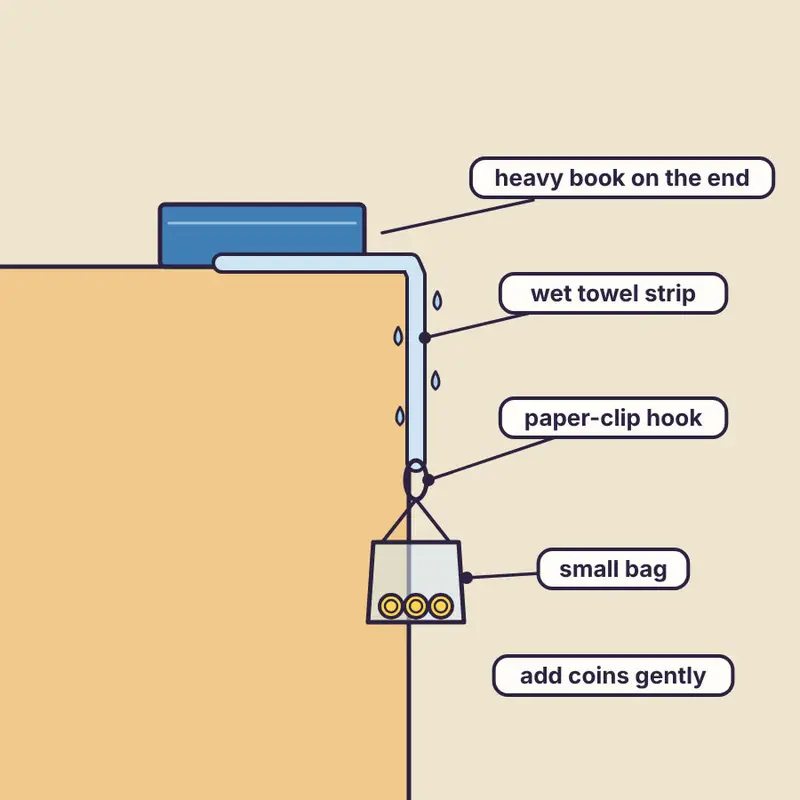 heavy book on the end
wet towel strip
paper-clip hook
small bag
add coins gently